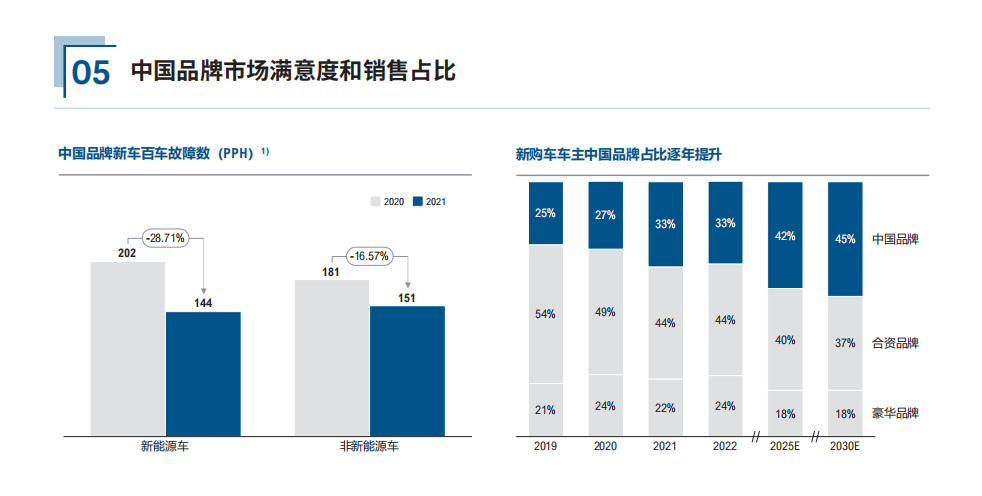 05 中国品牌市场满意度和销售占比
中国品牌新车百车故障数（PPH）1)
2020 2021
-28.71%
202
144
-16.57%
181
151
新能源车 非新能源车
新购车车主中国品牌占比逐年提升
25% 27% 33% 33% 42% 45% 中国品牌
54% 49% 44% 44% 40% 37% 合资品牌
21% 24% 22% 24% 18% 18% 豪华品牌
2019 2020 2021 2022 2025E 2030E